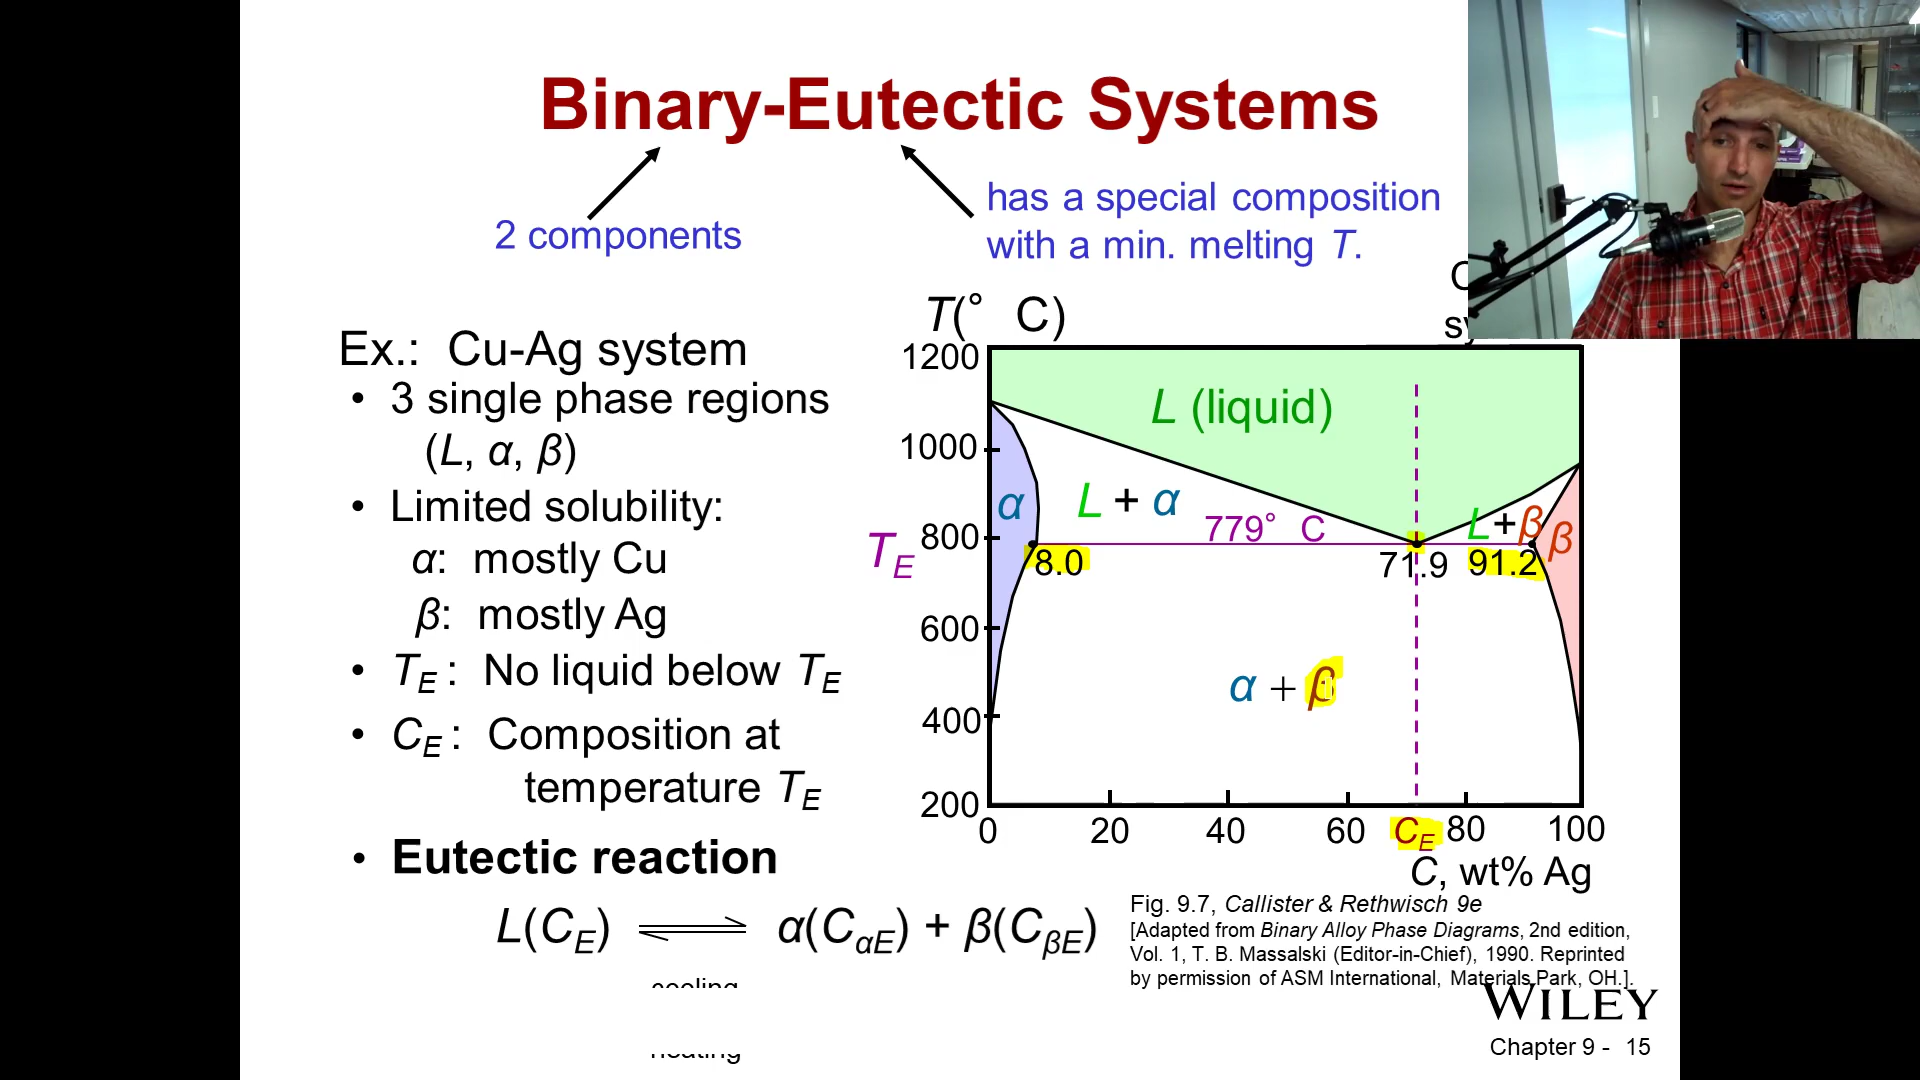 Binary-Eutectic Systems
2 components
has a special composition
with a min. melting T.
Ex.: Cu-Ag system
• 3 single phase regions
(L, α, β)
• Limited solubility:
α: mostly Cu
β: mostly Ag
• TE : No liquid below TE
• CE : Composition at
temperature TE
• Eutectic reaction
L(CE) ⇌ α(CαE) + β(CβE)
cooling
heating
T(° C)
1200
1000
TE 800
600
400
200
L (liquid)
α
L + α
779° C
L+β
β
8.0
71.9
91.2
α + β
0 20 40 60 CE 80 100
C, wt% Ag
Fig. 9.7, Callister & Rethwisch 9e
[Adapted from Binary Alloy Phase Diagrams, 2nd edition,
Vol. 1, T. B. Massalski (Editor-in-Chief), 1990. Reprinted
by permission of ASM International, Materials Park, OH.].
WILEY
Chapter 9 - 15